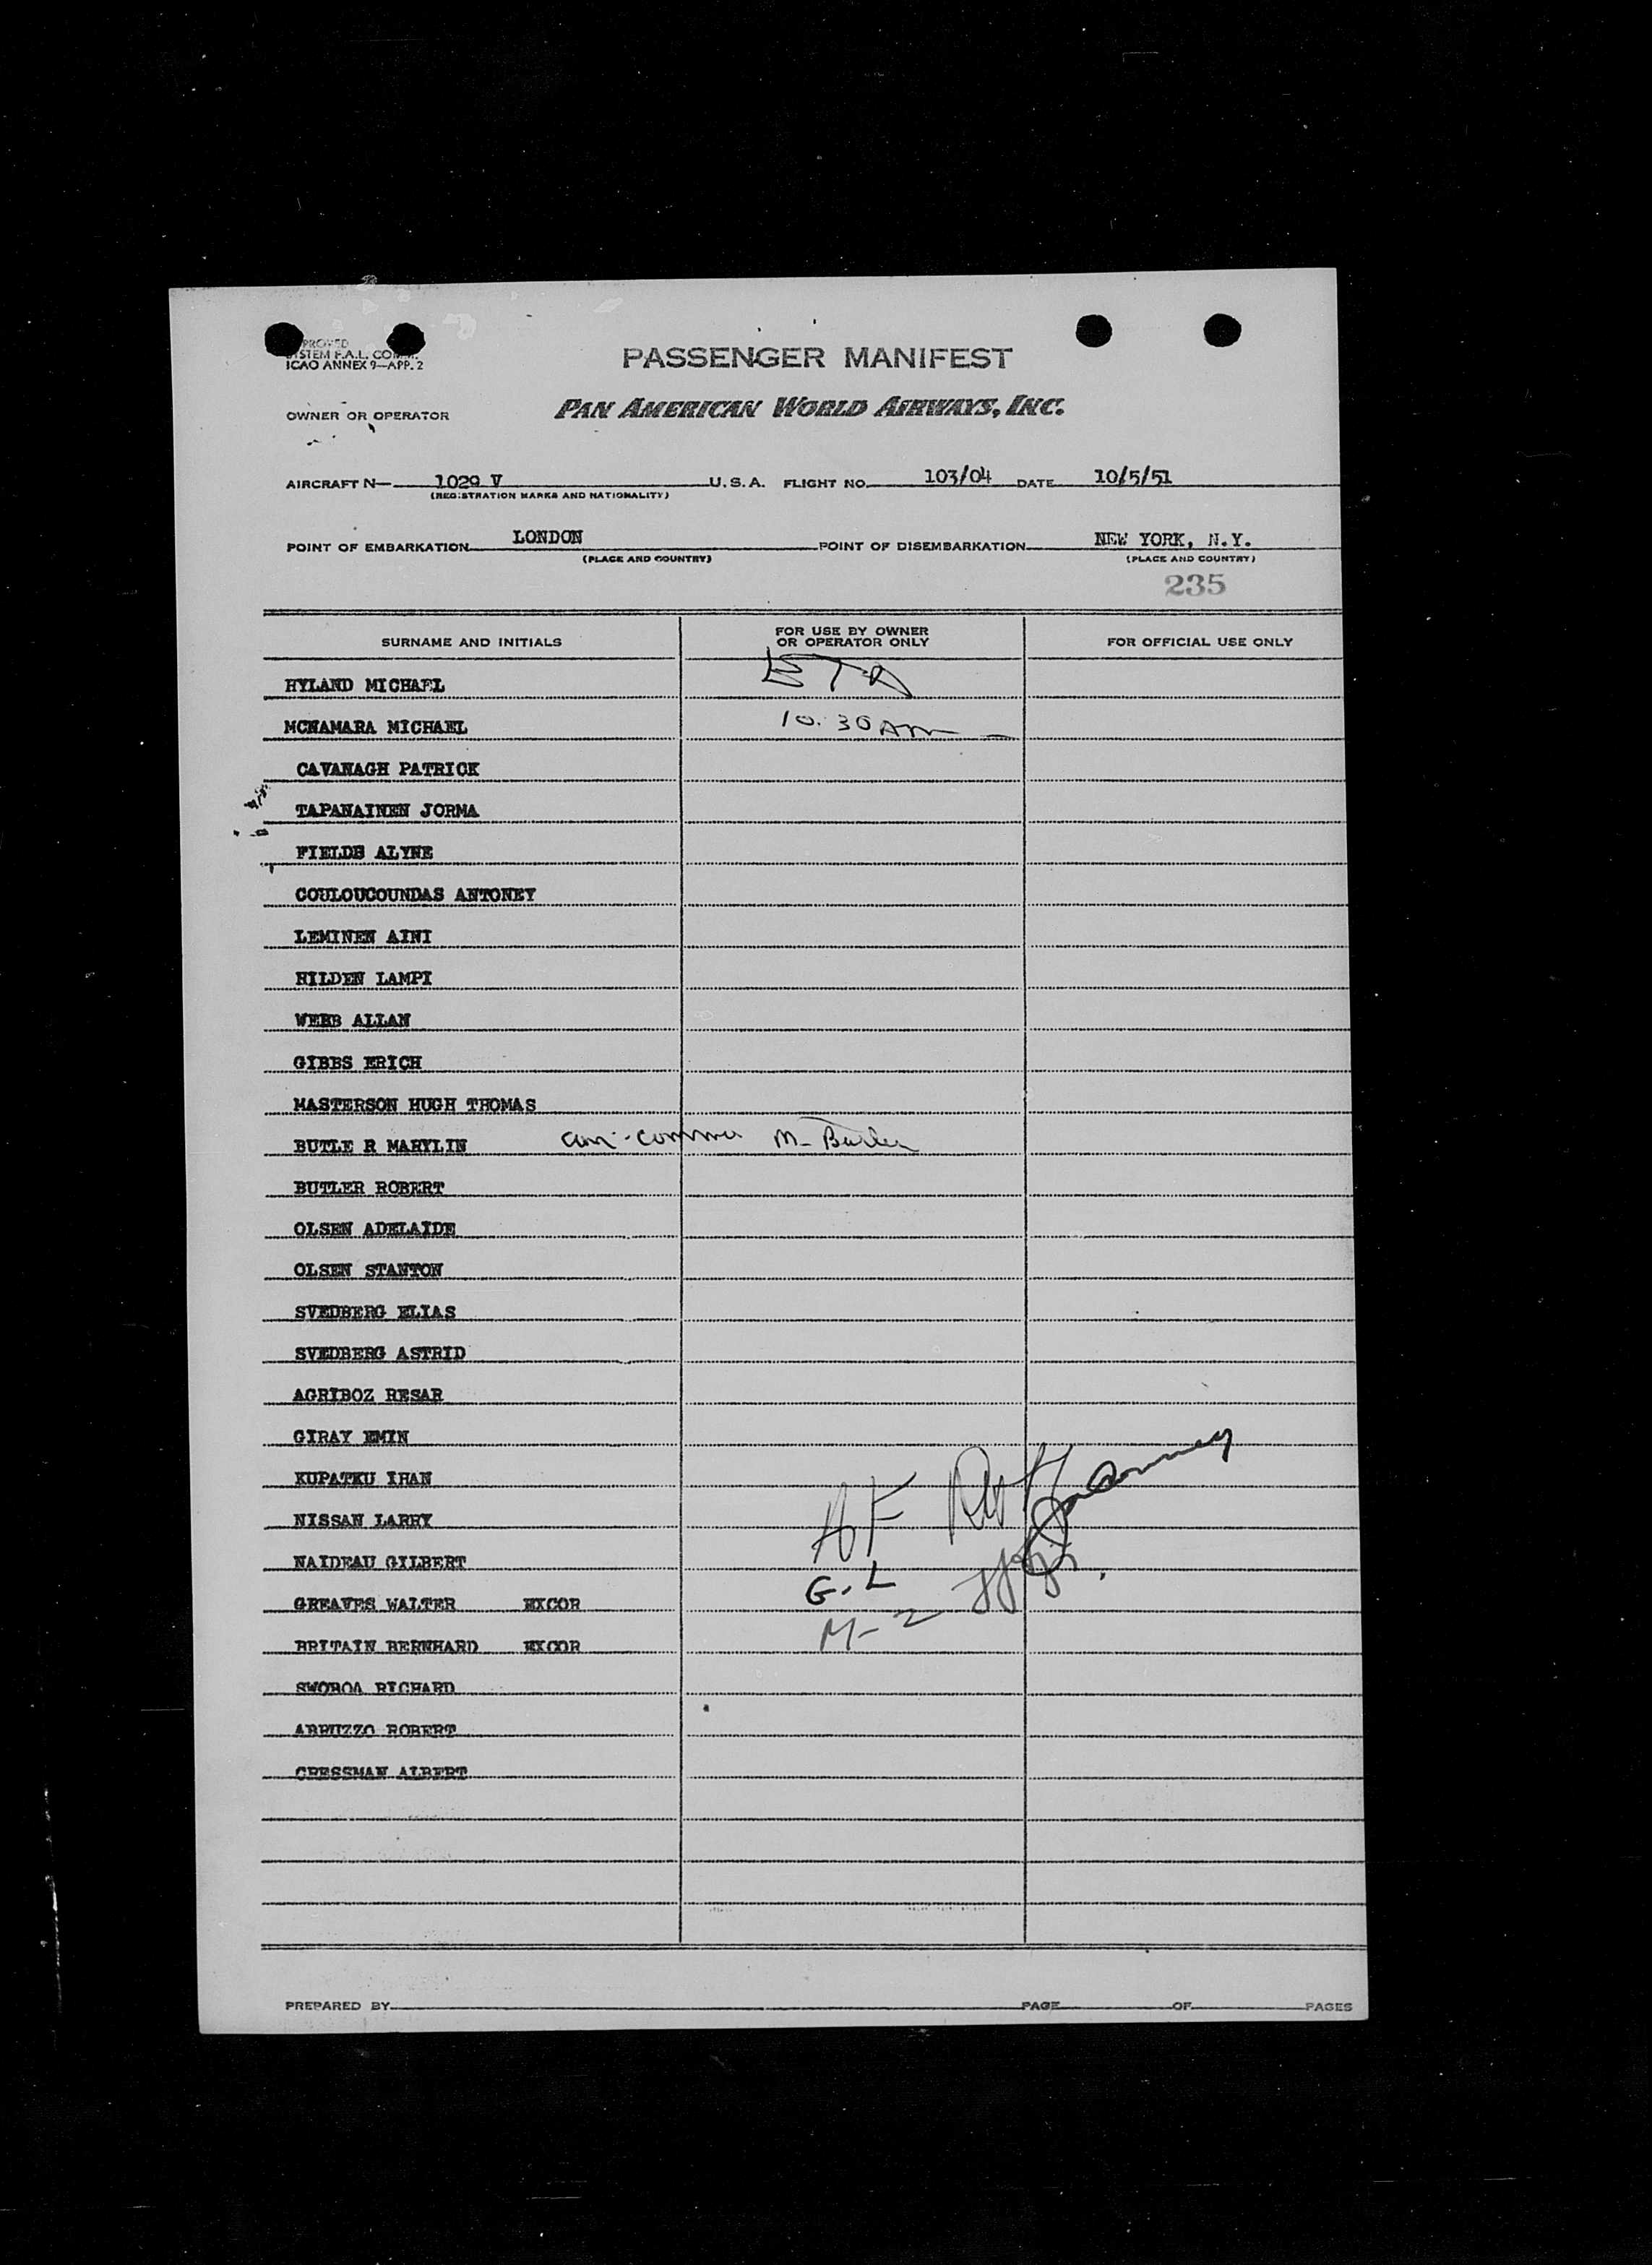 PROVED
SYSTEM F.A.L. COMM.
ICAO ANNEX 9—APP. 2
PASSENGER MANIFEST
OWNER OR OPERATOR PAN AMERICAN WORLD AIRWAYS, INC.
AIRCRAFT N— 1029 V U.S.A. FLIGHT NO. 103/04 DATE 10/5/51
(REGISTRATION MARKS AND NATIONALITY)
POINT OF EMBARKATION LONDON POINT OF DISEMBARKATION NEW YORK, N.Y.
(PLACE AND COUNTRY) (PLACE AND COUNTRY)
235
SURNAME AND INITIALS FOR USE BY OWNER OR OPERATOR ONLY FOR OFFICIAL USE ONLY
HYLAND MICHAEL ETA
MCNAMARA MICHAEL 10.30 AM
CAVANAGH PATRICK
TAPANAINEN JORMA
FIELDS ALYNE
COULOUCOUNDAS ANTONEY
LEMINEN AINI
HILDEN LAMPI
WEBB ALLAN
GIBBS ERICH
MASTERSON HUGH THOMAS
BUTLE R MARYLIN M- Butler
BUTLER ROBERT
OLSEN ADELAIDE
OLSEN STANTON
SVEDBERG ELIAS
SVEDBERG ASTRID
AGRIBOZ RESAR
GIRAY EMIN
KUPATKU IHAN
NISSAN LARRY AF
NAIDEAU GILBERT
GREAVES WALTER EXCOR G.L
BRITAIN BERNHARD EXCOR M-2
SWOBOA RICHARD
ABRUZZO ROBERT
CRESSMAN ALBERT
PREPARED BY PAGE OF PAGES